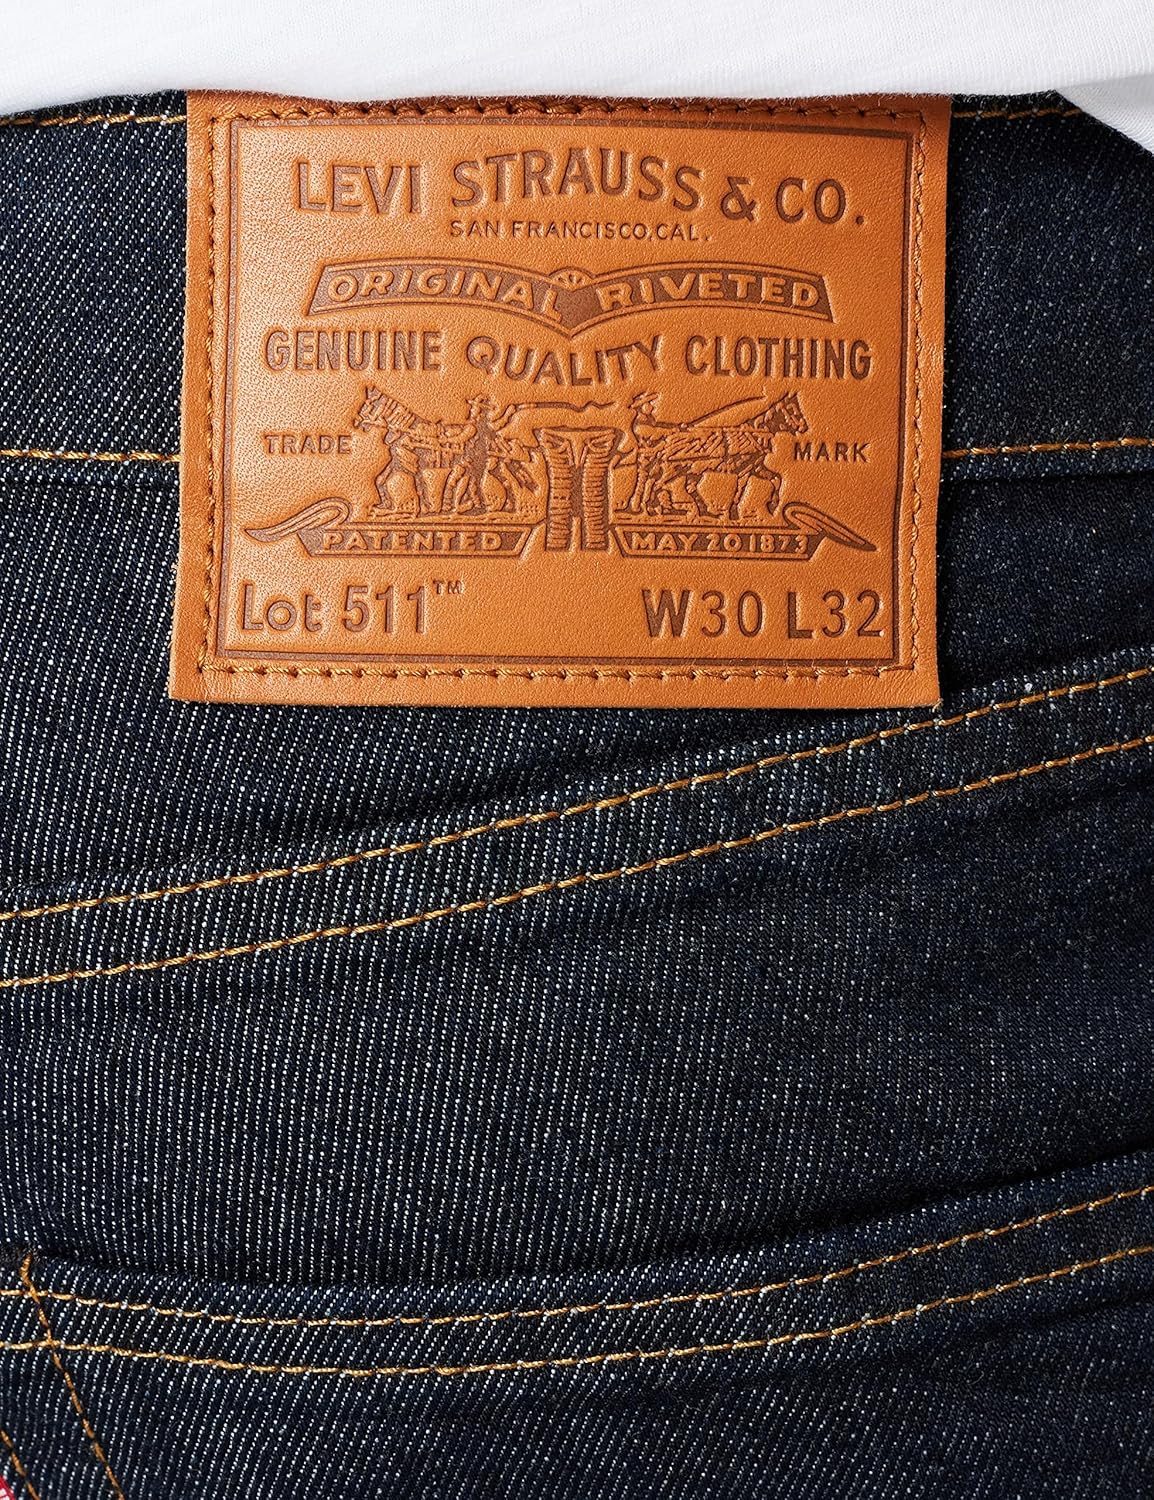 LEVI STRAUSS & CO.
SAN FRANCISCO, CAL.
ORIGINAL RIVETED
GENUINE QUALITY CLOTHING
TRADE MARK
PATENTED MAY 20 1873
Lot 511™ W30 L32